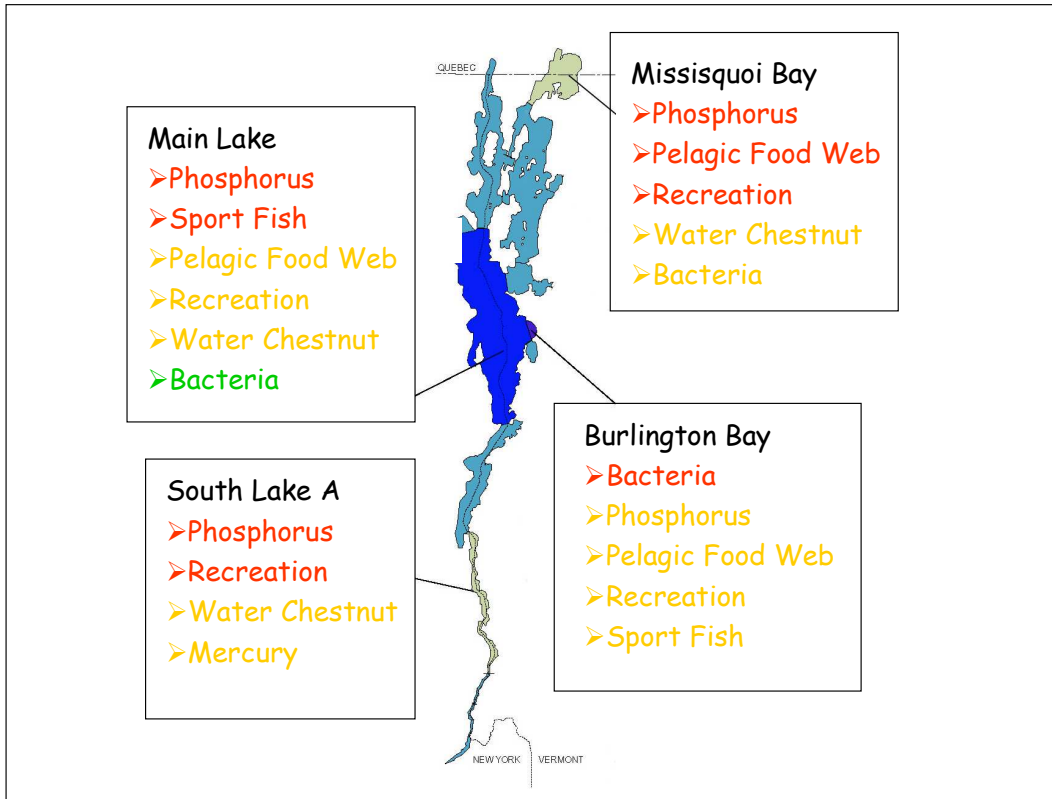 QUEBEC
Missisquoi Bay
➢Phosphorus
➢Pelagic Food Web
➢Recreation
➢Water Chestnut
➢Bacteria
Main Lake
➢Phosphorus
➢Sport Fish
➢Pelagic Food Web
➢Recreation
➢Water Chestnut
➢Bacteria
Burlington Bay
➢Bacteria
➢Phosphorus
➢Pelagic Food Web
➢Recreation
➢Sport Fish
South Lake A
➢Phosphorus
➢Recreation
➢Water Chestnut
➢Mercury
NEW YORK VERMONT